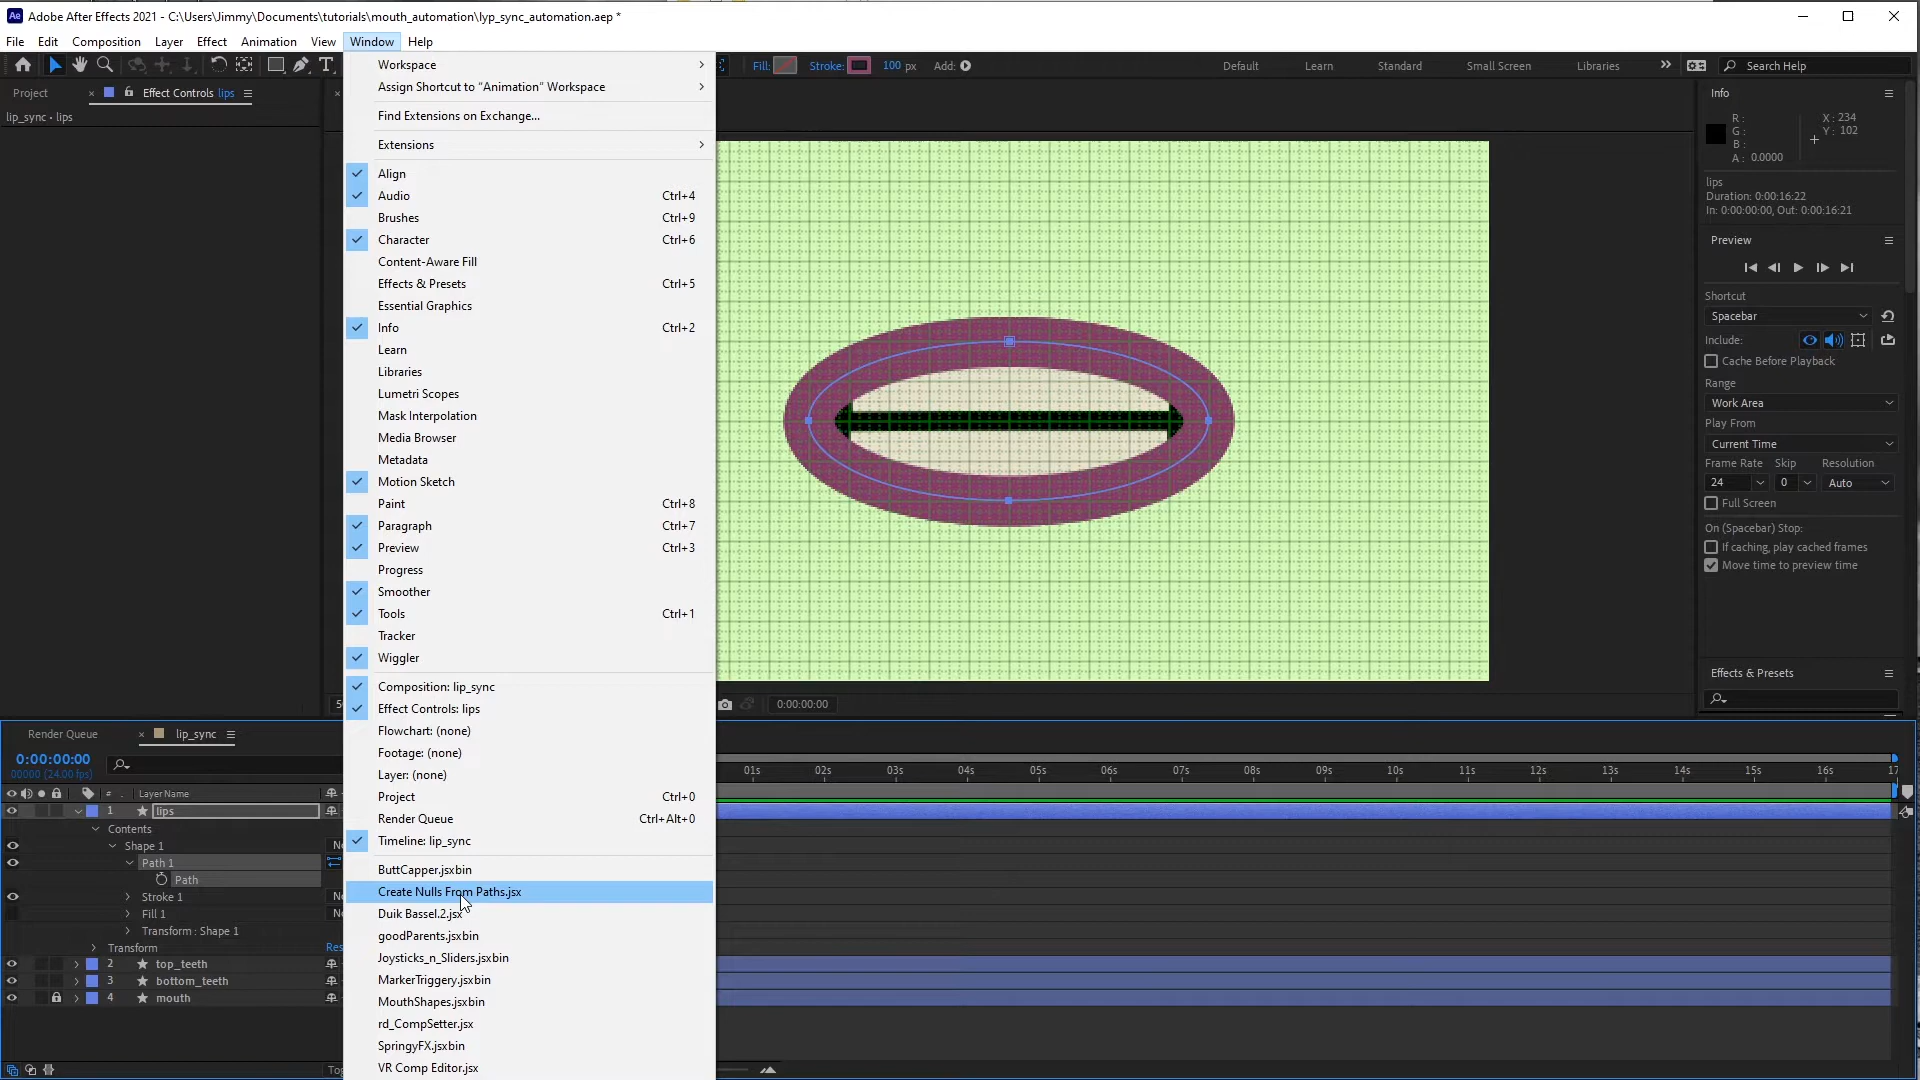 Adobe After Effects 2021 - C:\Users\Jimmy\Documents\tutorials\mouth_automation\lyp_sync_automation.aep *
File Edit Composition Layer Effect Animation View Window Help
Fill: Stroke: 100 px Add:
Default Learn Standard Small Screen Libraries
Search Help
Project
Effect Controls lips
lip_sync • lips
Workspace
Assign Shortcut to “Animation” Workspace
Find Extensions on Exchange...
Extensions
Align
Audio Ctrl+4
Brushes Ctrl+9
Character Ctrl+6
Content-Aware Fill
Effects & Presets Ctrl+5
Essential Graphics
Info Ctrl+2
Learn
Libraries
Lumetri Scopes
Mask Interpolation
Media Browser
Metadata
Motion Sketch
Paint Ctrl+8
Paragraph Ctrl+7
Preview Ctrl+3
Progress
Smoother
Tools Ctrl+1
Tracker
Wiggler
Composition: lip_sync
Effect Controls: lips
Flowchart: (none)
Footage: (none)
Layer: (none)
Project Ctrl+0
Render Queue Ctrl+Alt+0
Timeline: lip_sync
ButtCapper.jsxbin
Create Nulls From Paths.jsx
Duik Bassel.2.jsx
goodParents.jsxbin
Joysticks_n_Sliders.jsxbin
MarkerTriggery.jsxbin
MouthShapes.jsxbin
rd_CompSetter.jsx
SpringyFX.jsxbin
VR Comp Editor.jsx
Info
R :
G :
B :
A : 0.0000
X : 234
Y : 102
lips
Duration: 0:00:16:22
In: 0:00:00:00, Out: 0:00:16:21
Preview
Shortcut
Spacebar
Include:
Cache Before Playback
Range
Work Area
Play From
Current Time
Frame Rate Skip Resolution
24 0 Auto
Full Screen
On (Spacebar) Stop:
If caching, play cached frames
Move time to preview time
Effects & Presets
0:00:00:00
Render Queue
lip_sync
0:00:00:00
00000 (24.00 fps)
# Layer Name
01s 02s 03s 04s 05s 06s 07s 08s 09s 10s 11s 12s 13s 14s 15s 16s 17
1 lips
Contents
Shape 1
Path 1
Path
Stroke 1
Fill 1
Transform : Shape 1
Transform
2 top_teeth
3 bottom_teeth
4 mouth